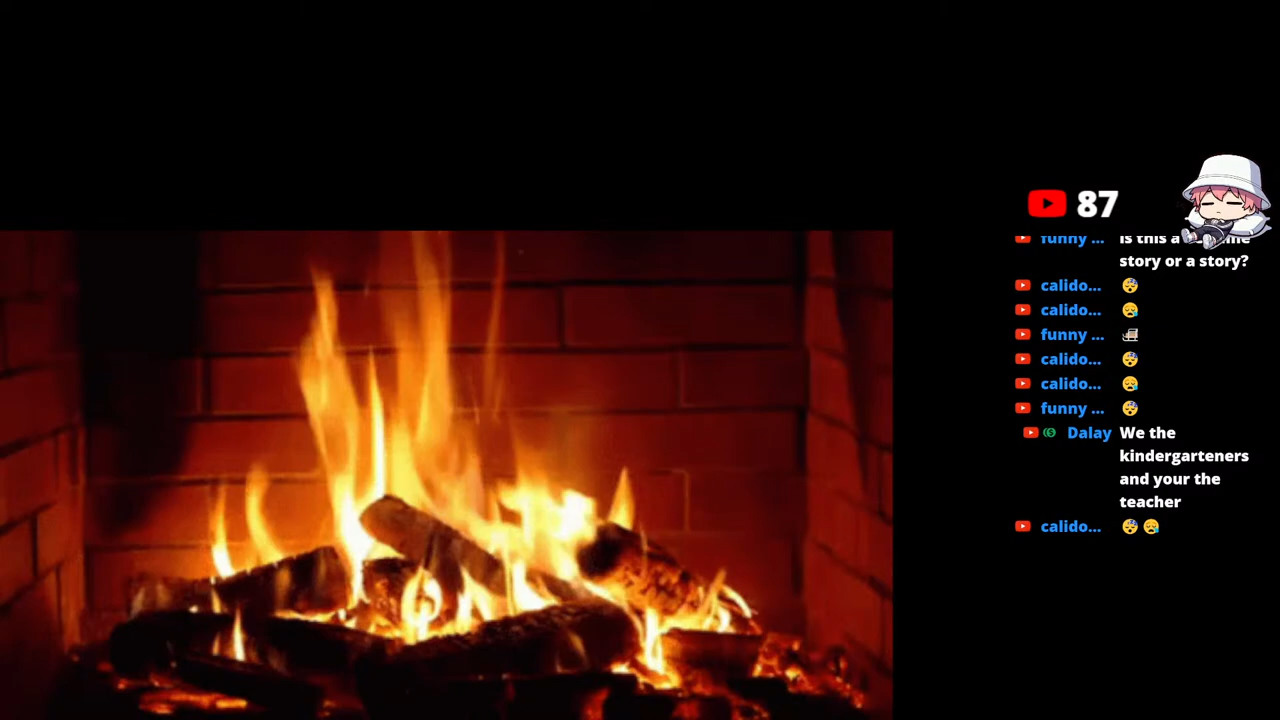 87
funny ... is this a
story or a story?
calido...
calido...
funny ...
calido...
calido...
funny ...
Dalay We the
kindergarteners
and your the
teacher
calido...